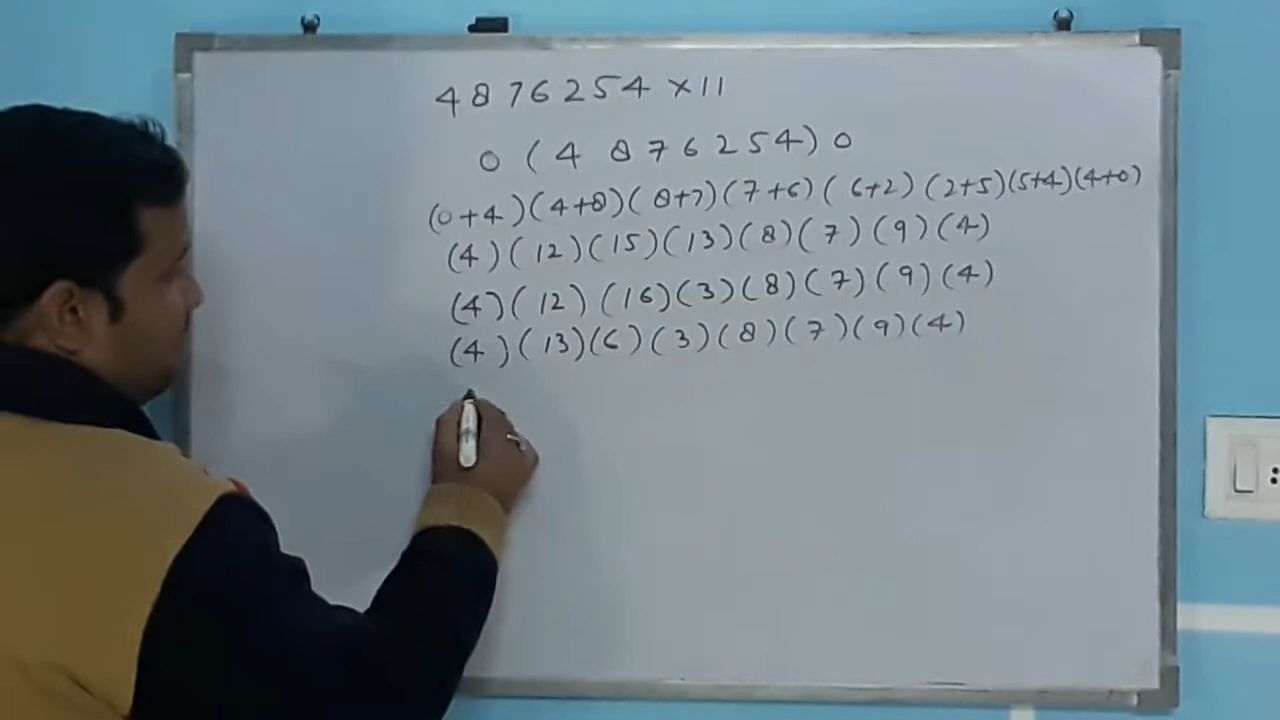 4876254 × 11
0 ( 4 8 7 6 2 5 4 ) 0
(0+4)(4+8)(8+7)(7+6)(6+2)(2+5)(5+4)(4+0)
(4)(12)(15)(13)(8)(7)(9)(4)
(4)(12)(16)(3)(8)(7)(9)(4)
(4)(13)(6)(3)(8)(7)(9)(4)